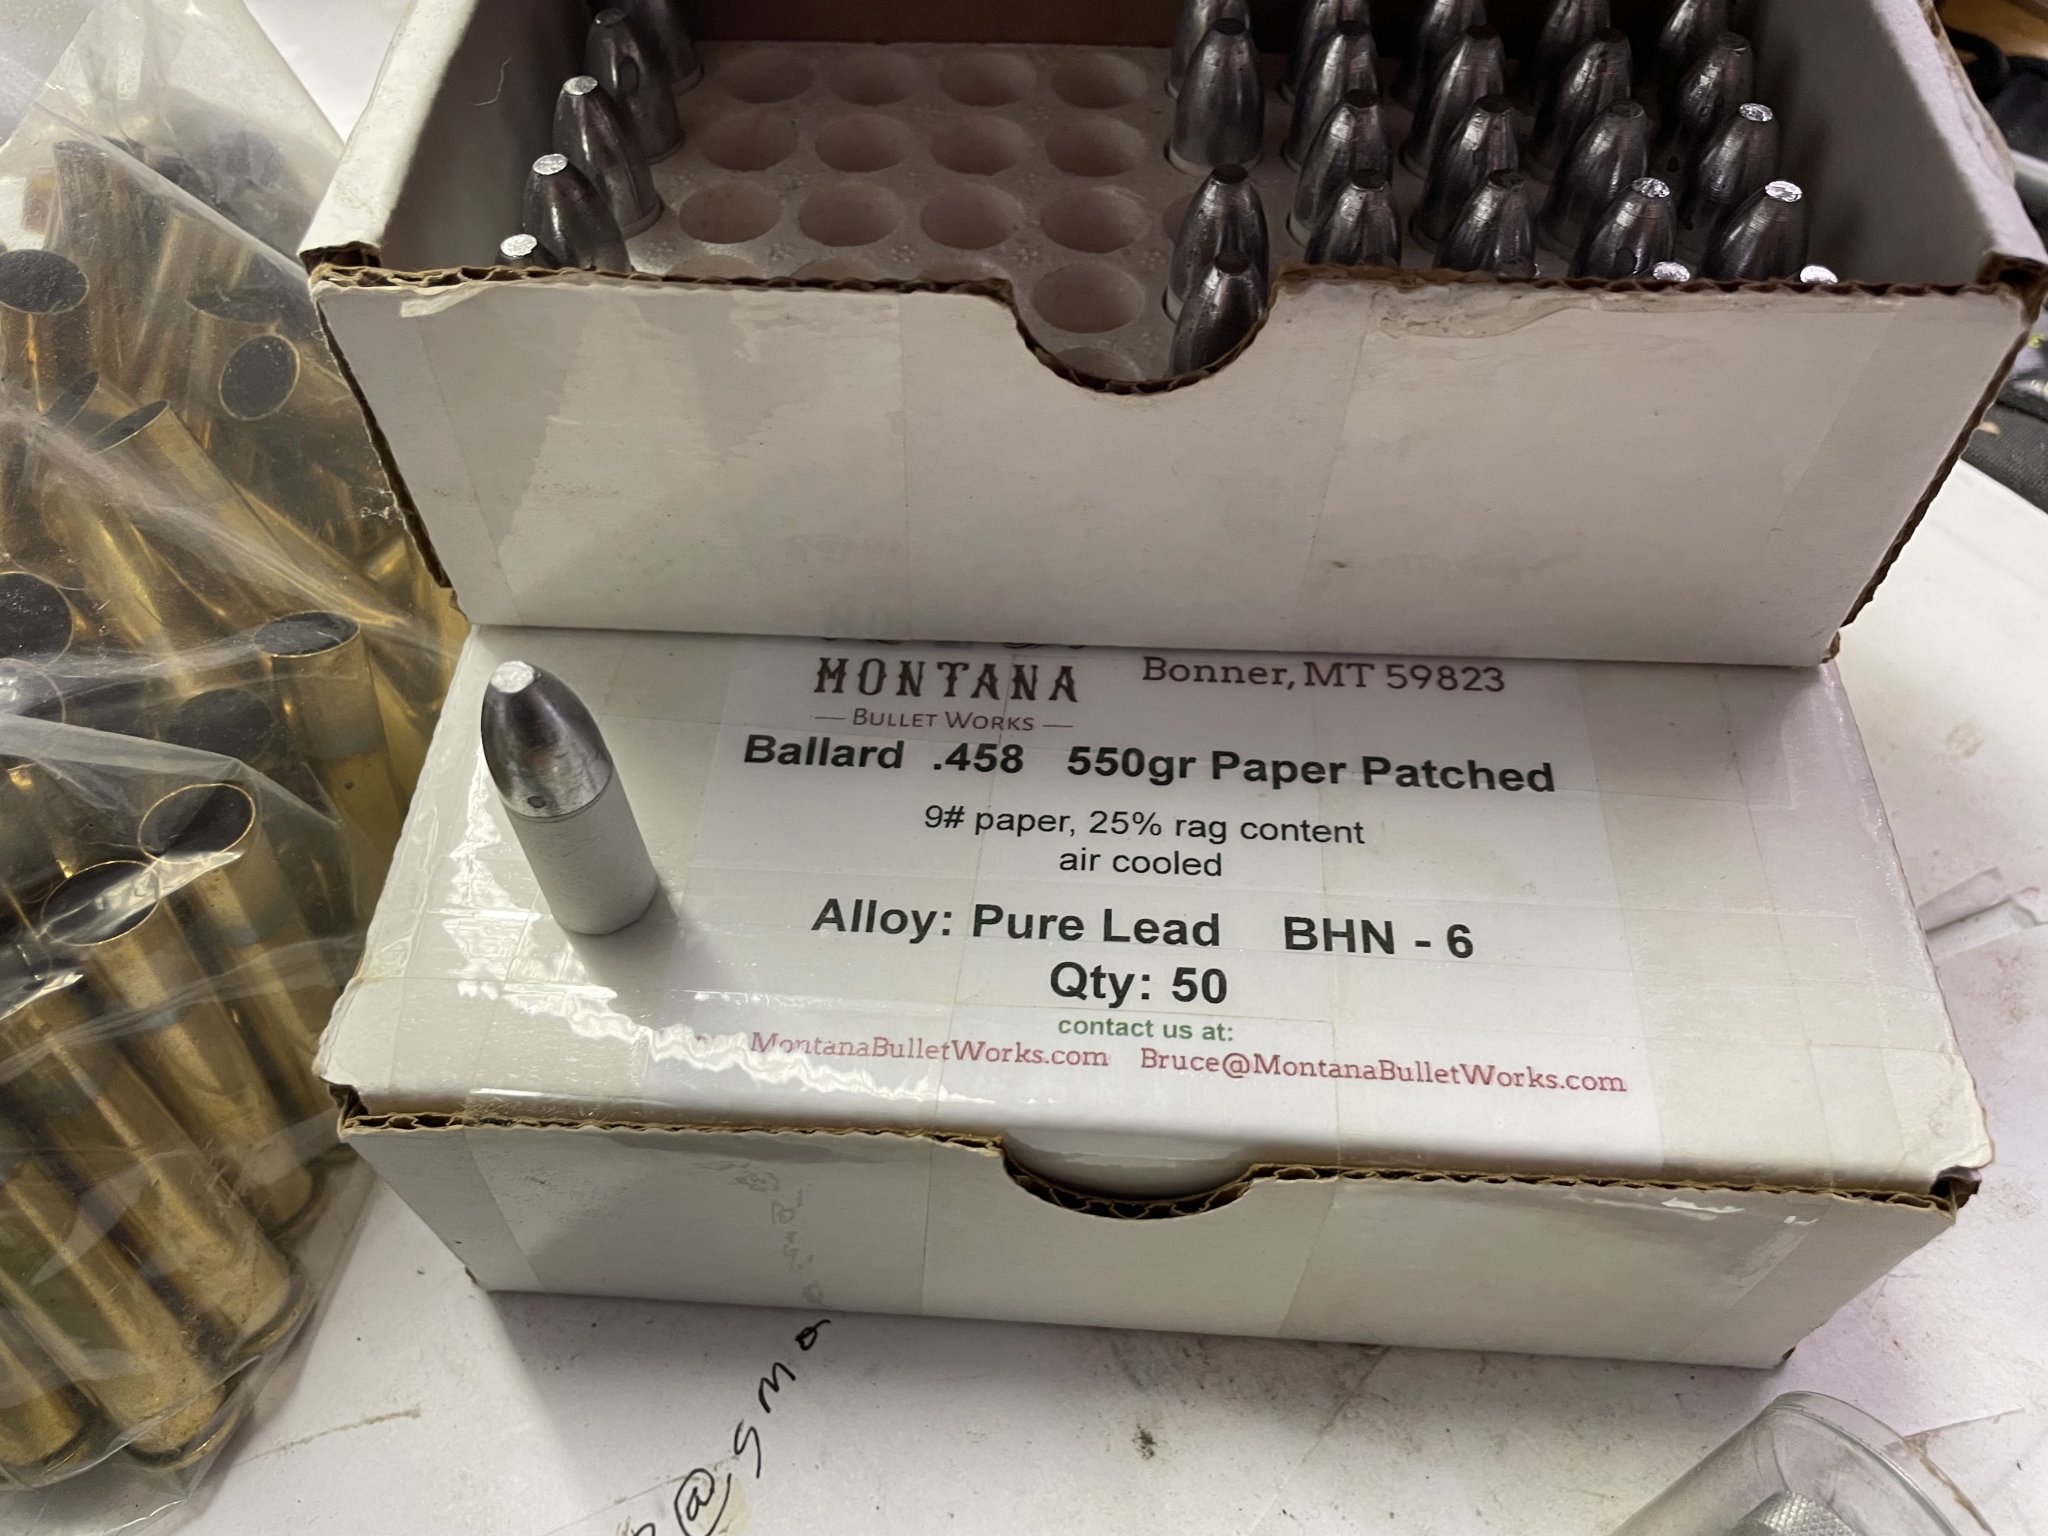 MONTANA
BULLET WORKS
Bonner, MT 59823
Ballard .458 550gr Paper Patched
9# paper, 25% rag content
air cooled
Alloy: Pure Lead BHN - 6
Qty: 50
contact us at:
MontanaBulletWorks.com Bruce@MontanaBulletWorks.com